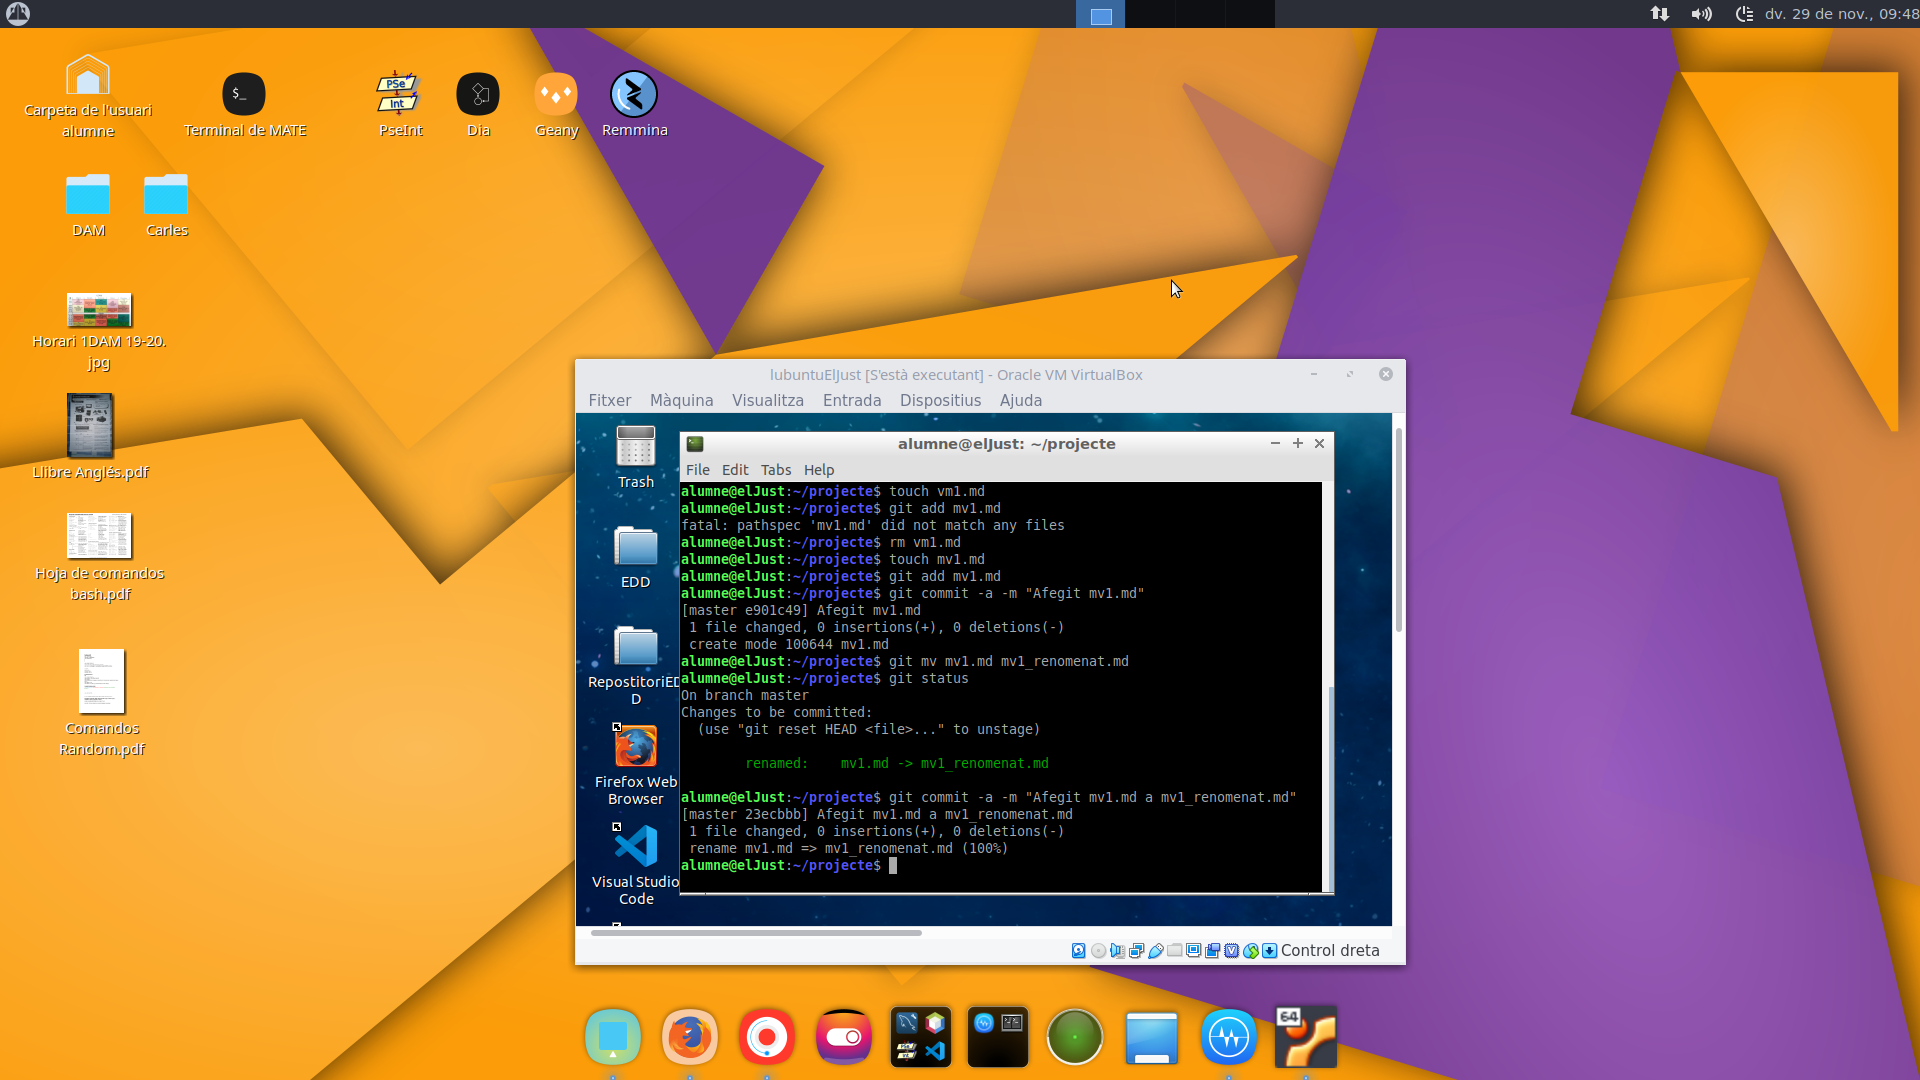 dv. 29 de nov., 09:48
Carpeta de l'usuari
alumne
Terminal de MATE
PSe
Int
PseInt
Dia
Geany
Remmina
DAM
Carles
Horari 1DAM 19-20.
jpg
Llibre Anglés.pdf
Hoja de comandos
bash.pdf
Comandos
Random.pdf
lubuntuElJust [S'està executant] - Oracle VM VirtualBox
Fitxer Màquina Visualitza Entrada Dispositius Ajuda
Trash
EDD
RepostitoriED
D
Firefox Web
Browser
Visual Studio
Code
alumne@elJust: ~/projecte
File Edit Tabs Help
alumne@elJust:~/projecte$ touch vm1.md
alumne@elJust:~/projecte$ git add mv1.md
fatal: pathspec 'mv1.md' did not match any files
alumne@elJust:~/projecte$ rm vm1.md
alumne@elJust:~/projecte$ touch mv1.md
alumne@elJust:~/projecte$ git add mv1.md
alumne@elJust:~/projecte$ git commit -a -m "Afegit mv1.md"
[master e901c49] Afegit mv1.md
1 file changed, 0 insertions(+), 0 deletions(-)
create mode 100644 mv1.md
alumne@elJust:~/projecte$ git mv mv1.md mv1_renomenat.md
alumne@elJust:~/projecte$ git status
On branch master
Changes to be committed:
(use "git reset HEAD <file>..." to unstage)
renamed: mv1.md -> mv1_renomenat.md
alumne@elJust:~/projecte$ git commit -a -m "Afegit mv1.md a mv1_renomenat.md"
[master 23ecbbb] Afegit mv1.md a mv1_renomenat.md
1 file changed, 0 insertions(+), 0 deletions(-)
rename mv1.md => mv1_renomenat.md (100%)
alumne@elJust:~/projecte$
Control dreta
64